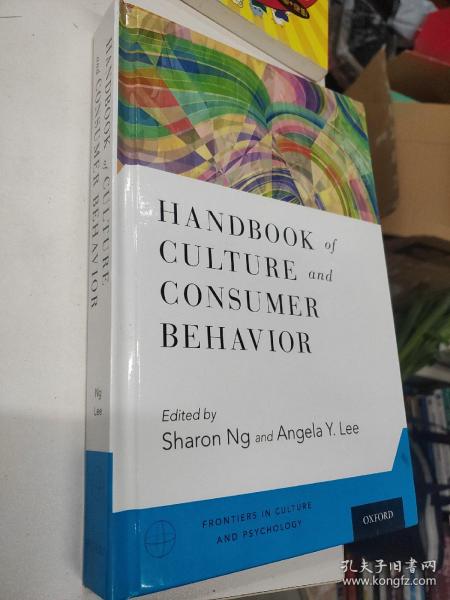 HANDBOOK of CULTURE
and CONSUMER BEHAVIOR
Ng
Lee
HANDBOOK of
CULTURE and
CONSUMER
BEHAVIOR
Edited by
Sharon Ng and Angela Y. Lee
FRONTIERS IN CULTURE
AND PSYCHOLOGY
OXFORD
孔夫子旧书网
www.kongfz.com